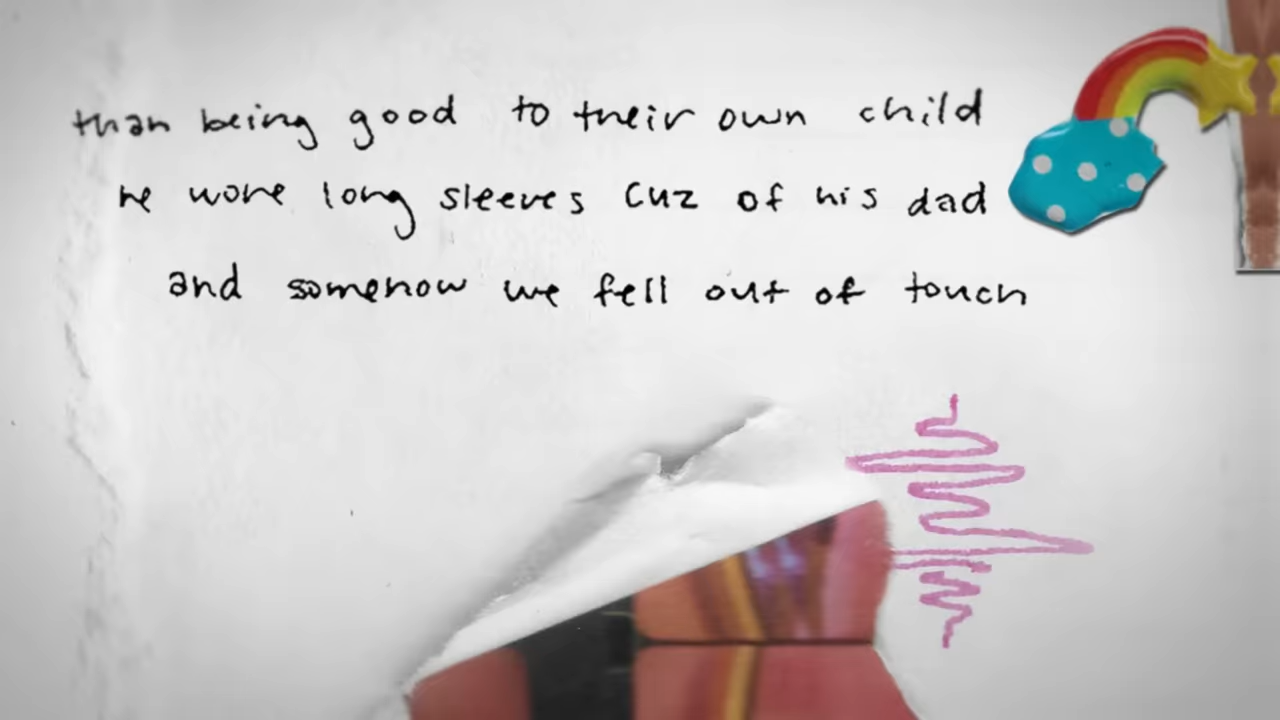 than being good to their own child
he wore long sleeves cuz of his dad
and somehow we fell out of touch